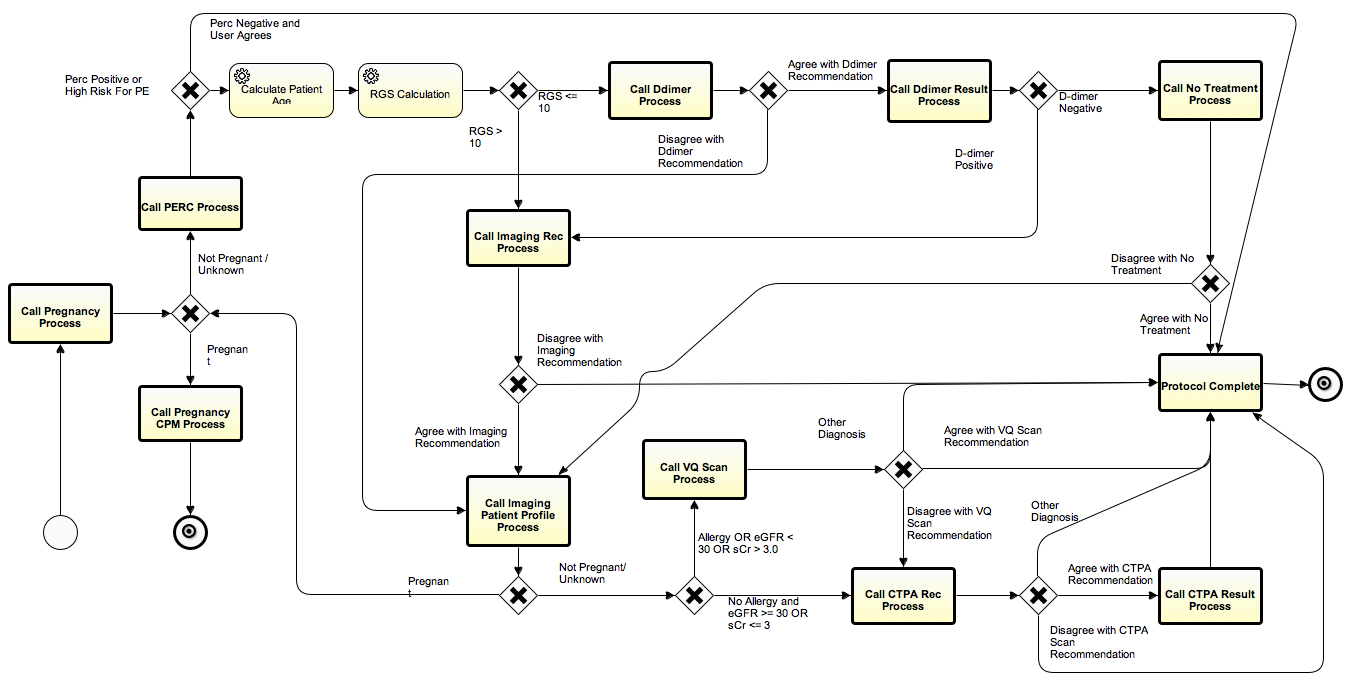 Perc Negative and
User Agrees
Perc Positive or
High Risk For PE
Calculate Patient
Age
RGS Calculation
RGS <=
10
RGS >
10
Call Ddimer
Process
Agree with Ddimer
Recommendation
Disagree with
Ddimer
Recommendation
Call Ddimer Result
Process
D-dimer
Negative
D-dimer
Positive
Call No Treatment
Process
Call PERC Process
Call Imaging Rec
Process
Not Pregnant /
Unknown
Disagree with No
Treatment
Call Pregnancy
Process
Agree with No
Treatment
Pregnan
t
Disagree with
Imaging
Recommendation
Protocol Complete
Call Pregnancy
CPM Process
Agree with Imaging
Recommendation
Other
Diagnosis
Agree with VQ Scan
Recommendation
Call VQ Scan
Process
Call Imaging
Patient Profile
Process
Disagree with VQ
Scan
Recommendation
Other
Diagnosis
Allergy OR eGFR <
30 OR sCr > 3.0
Pregnan
t
Not Pregnant/
Unknown
No Allergy and
eGFR >= 30 OR
sCr <= 3
Call CTPA Rec
Process
Agree with CTPA
Recommendation
Call CTPA Result
Process
Disagree with CTPA
Scan
Recommendation